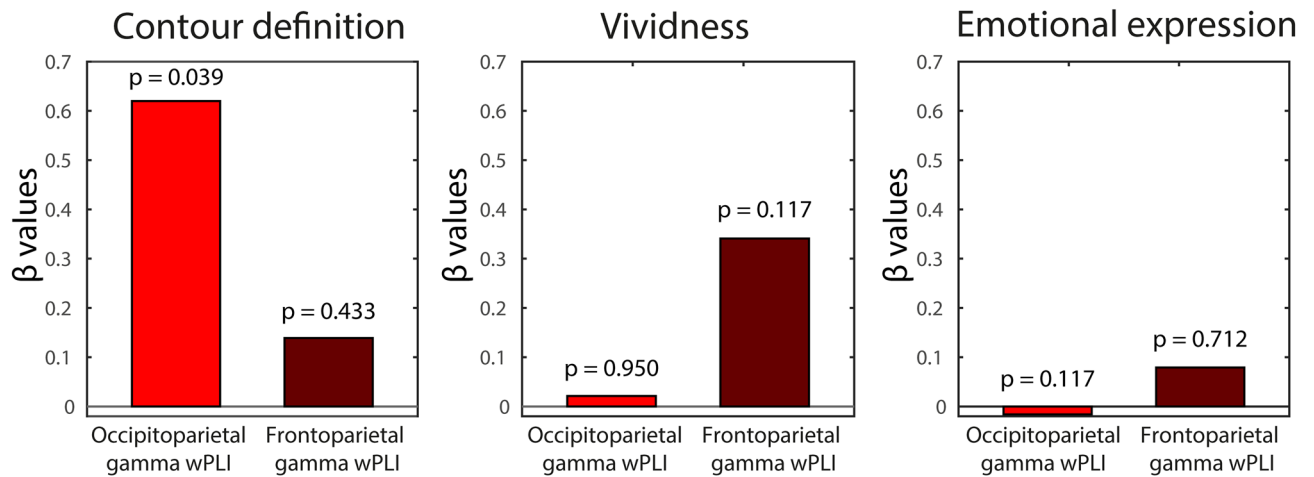 Contour definition
β values
0.7
0.6
0.5
0.4
0.3
0.2
0.1
0
p = 0.039
p = 0.433
Occipitoparietal
gamma wPLI
Frontoparietal
gamma wPLI
Vividness
β values
0.7
0.6
0.5
0.4
0.3
0.2
0.1
0
p = 0.950
p = 0.117
Occipitoparietal
gamma wPLI
Frontoparietal
gamma wPLI
Emotional expression
β values
0.7
0.6
0.5
0.4
0.3
0.2
0.1
0
p = 0.117
p = 0.712
Occipitoparietal
gamma wPLI
Frontoparietal
gamma wPLI